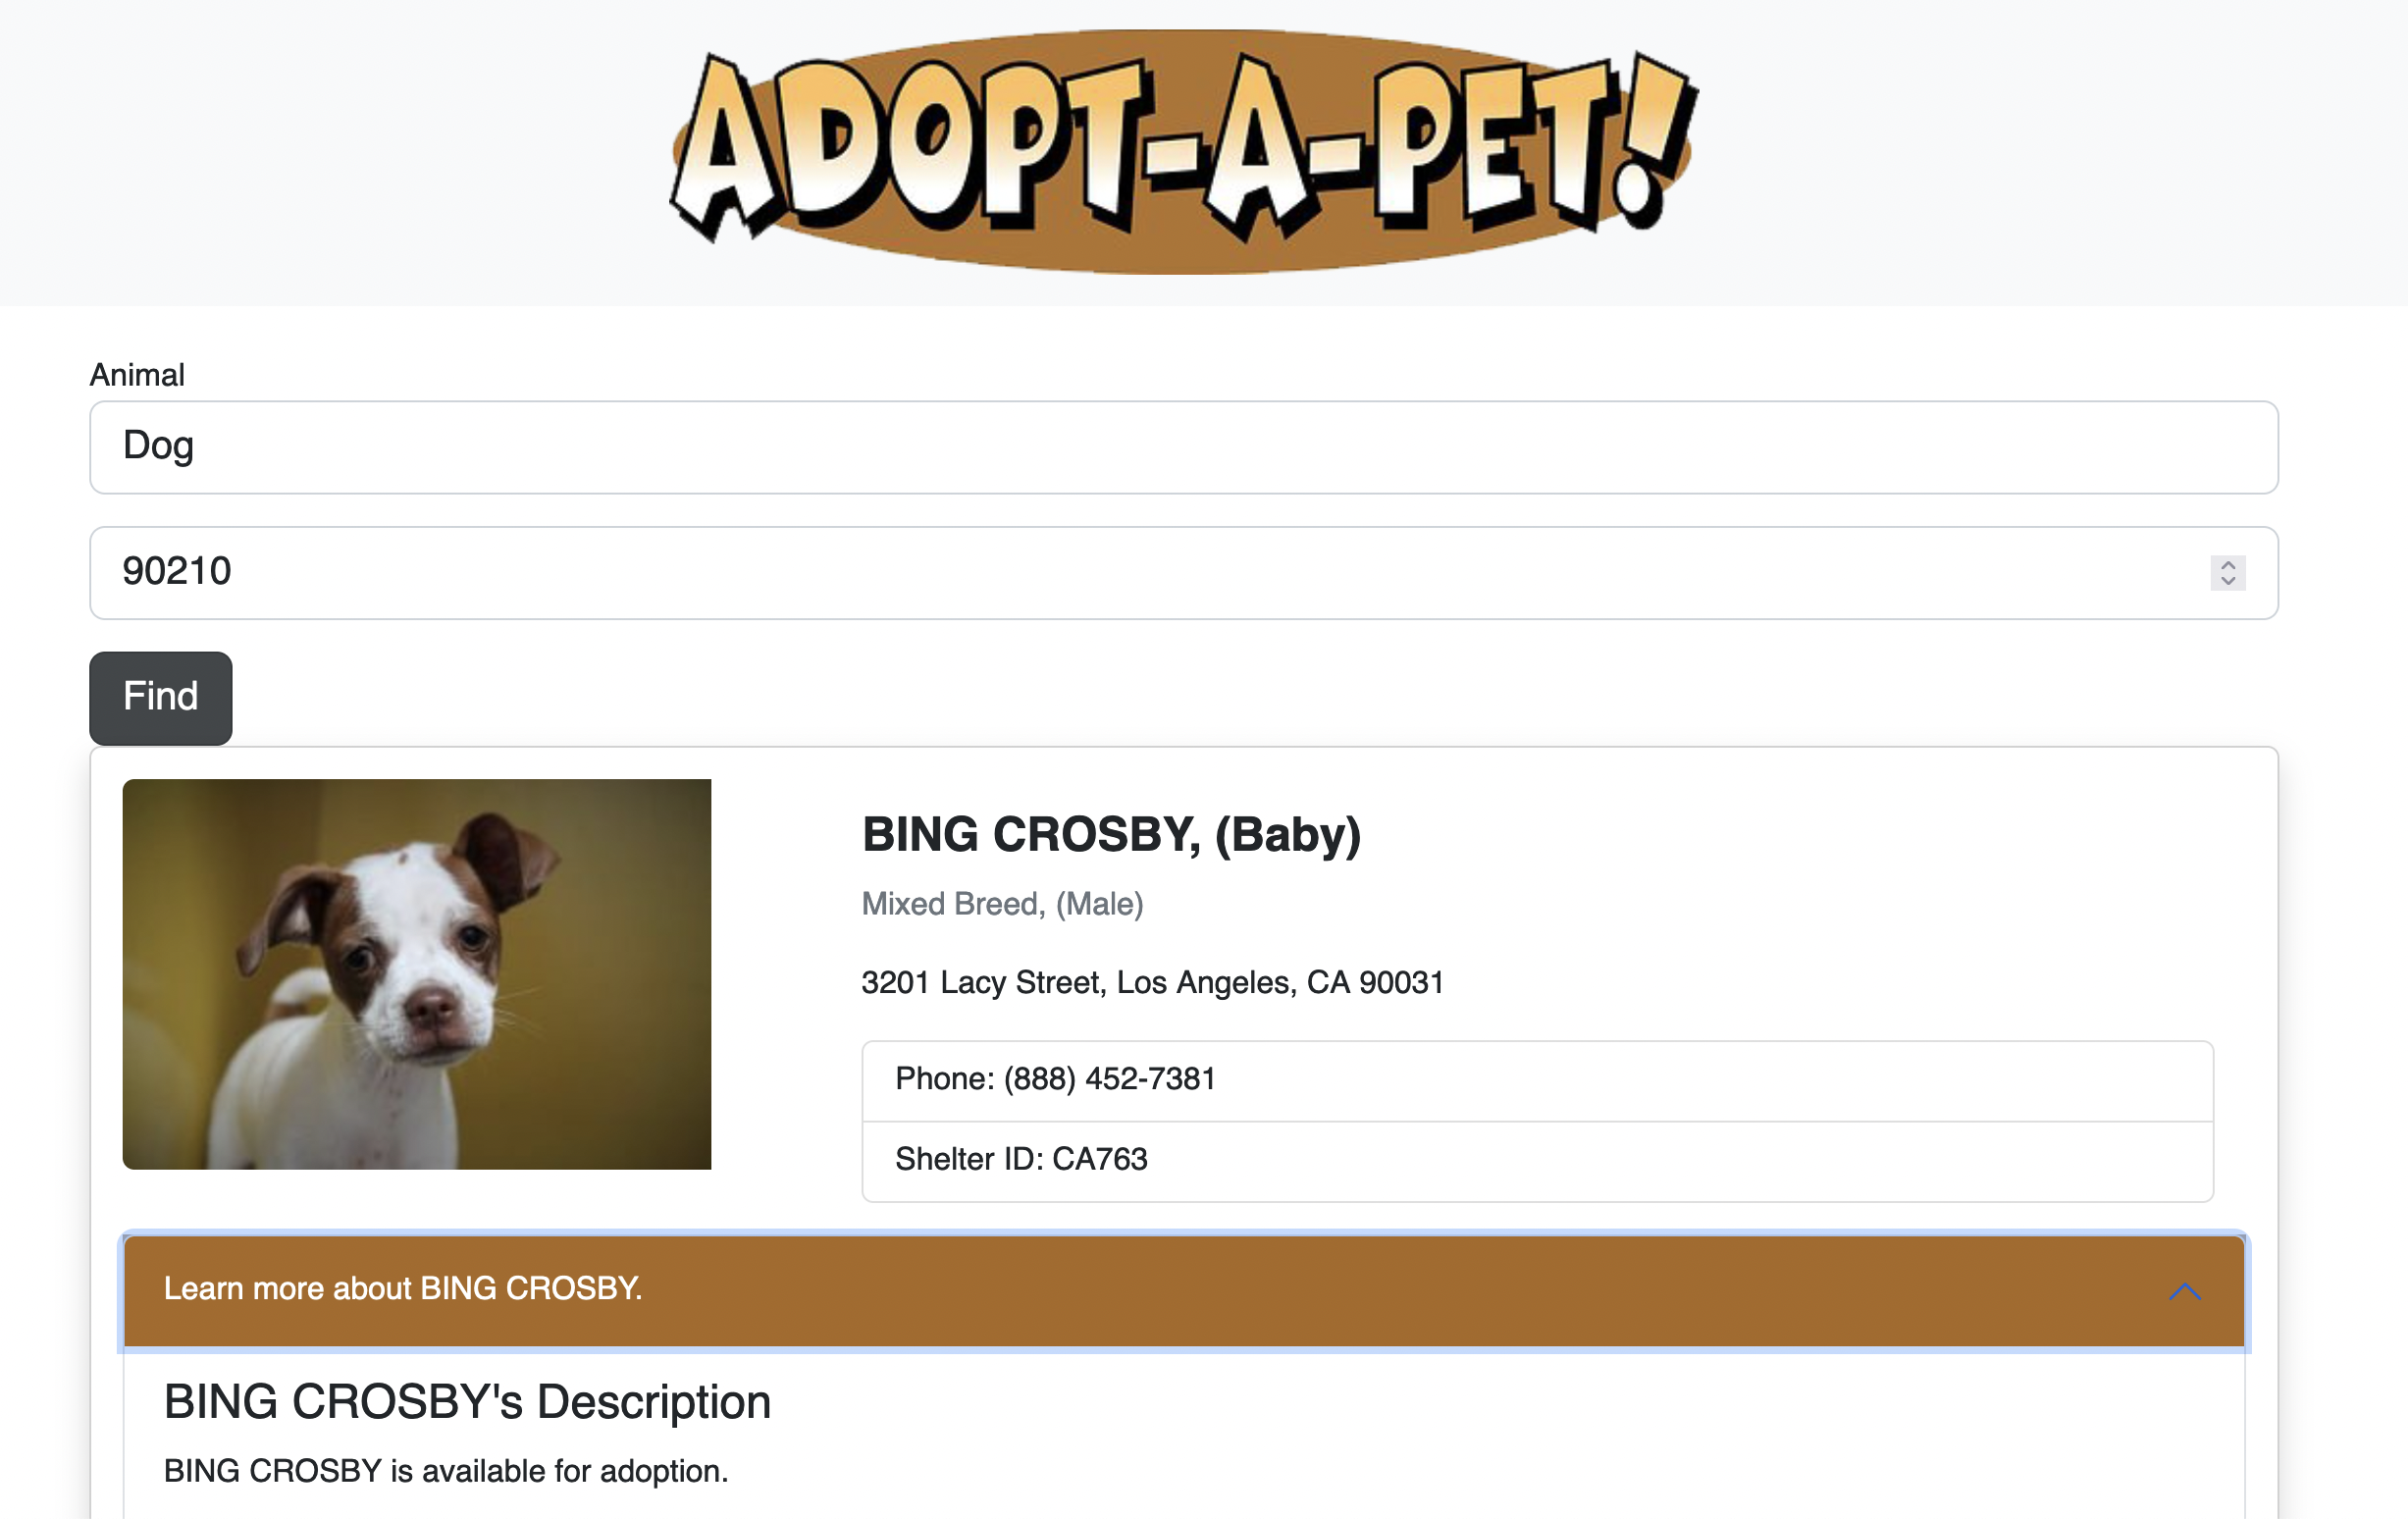 ADOPT-A-PET!
Animal
Dog
90210
Find
BING CROSBY, (Baby)
Mixed Breed, (Male)
3201 Lacy Street, Los Angeles, CA 90031
Phone: (888) 452-7381
Shelter ID: CA763
Learn more about BING CROSBY.
BING CROSBY's Description
BING CROSBY is available for adoption.